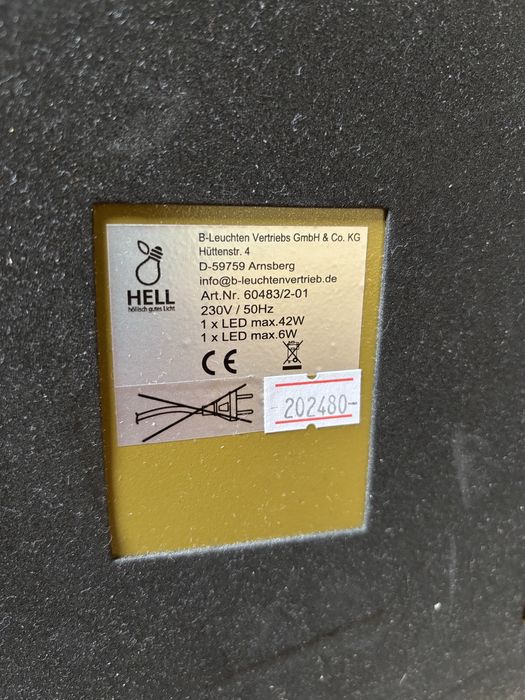 B-Leuchten Vertriebs GmbH & Co. KG
Hüttenstr. 4
D-59759 Arnsberg
info@b-leuchtenvertrieb.de
Art.Nr. 60483/2-01
230V / 50Hz
1 x LED max.42W
1 x LED max.6W
HELL
höllisch gutes Licht
CE
202480